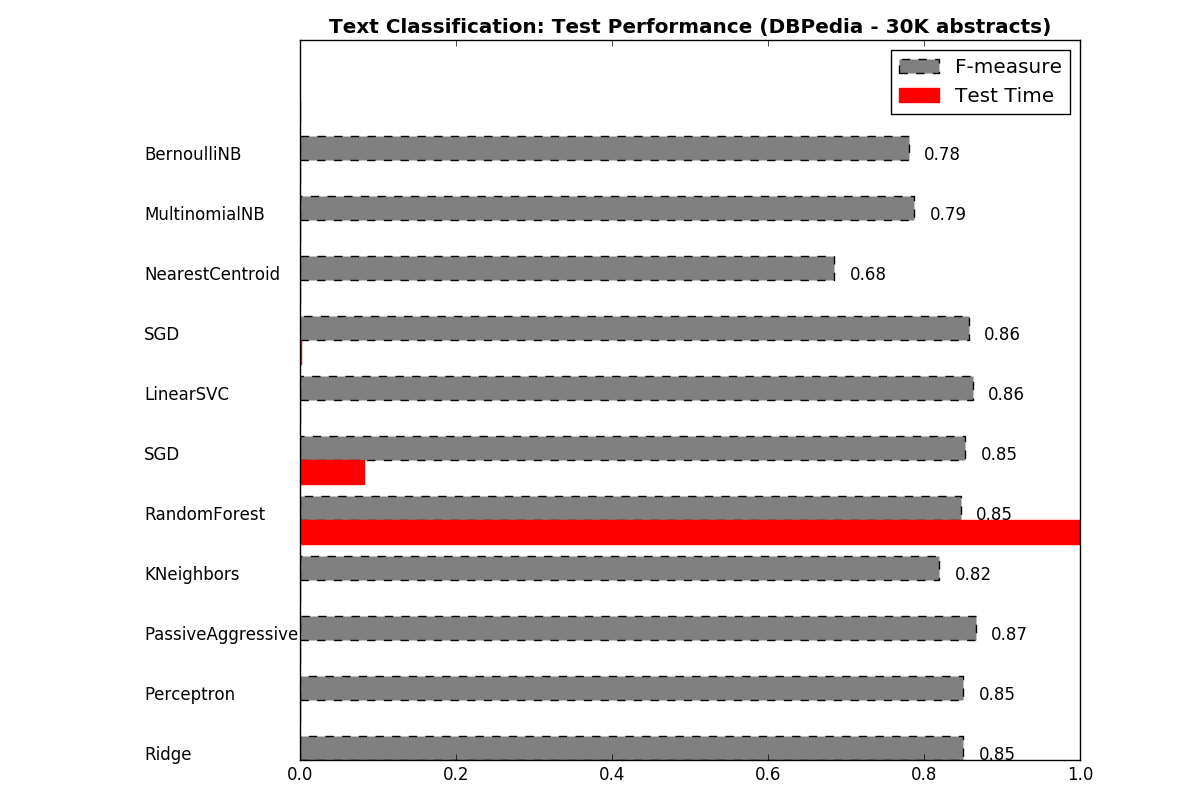 Text Classification: Test Performance (DBPedia - 30K abstracts)
F-measure
Test Time
BernoulliNB 0.78
MultinomialNB 0.79
NearestCentroid 0.68
SGD 0.86
LinearSVC 0.86
SGD 0.85
RandomForest 0.85
KNeighbors 0.82
PassiveAggressive 0.87
Perceptron 0.85
Ridge 0.85
0.0 0.2 0.4 0.6 0.8 1.0